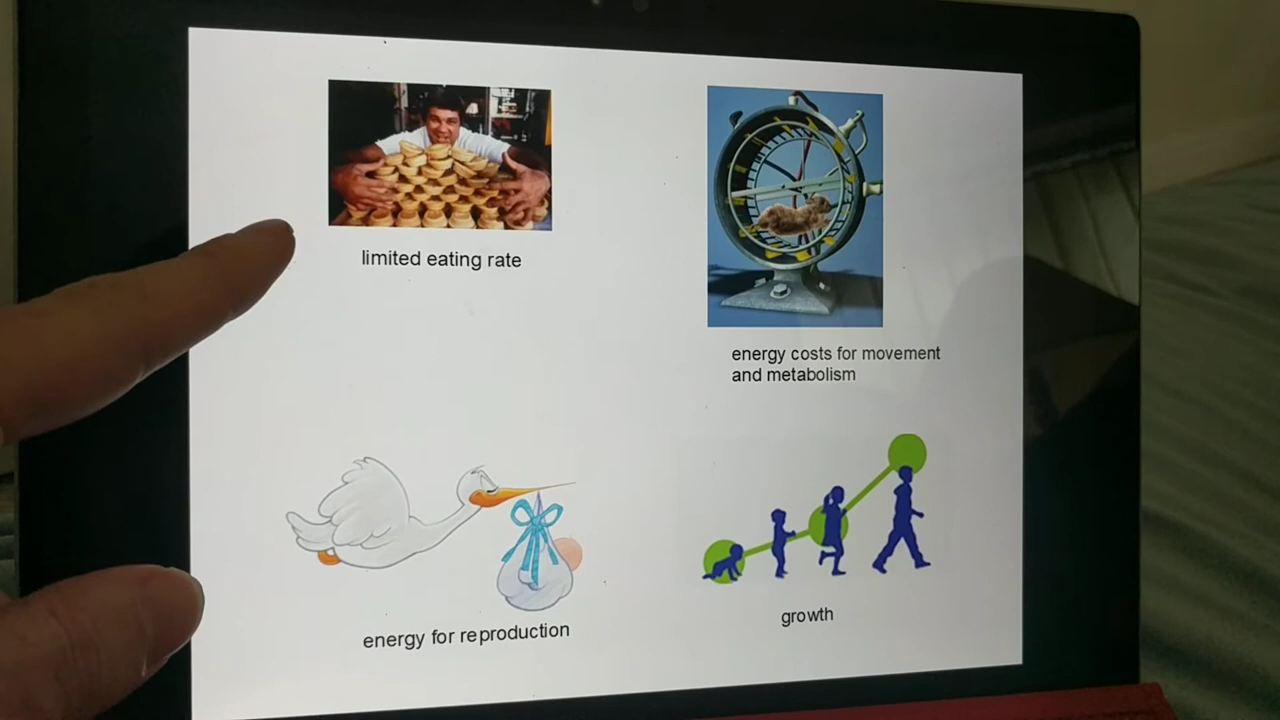 limited eating rate
energy costs for movement
and metabolism
energy for reproduction
growth